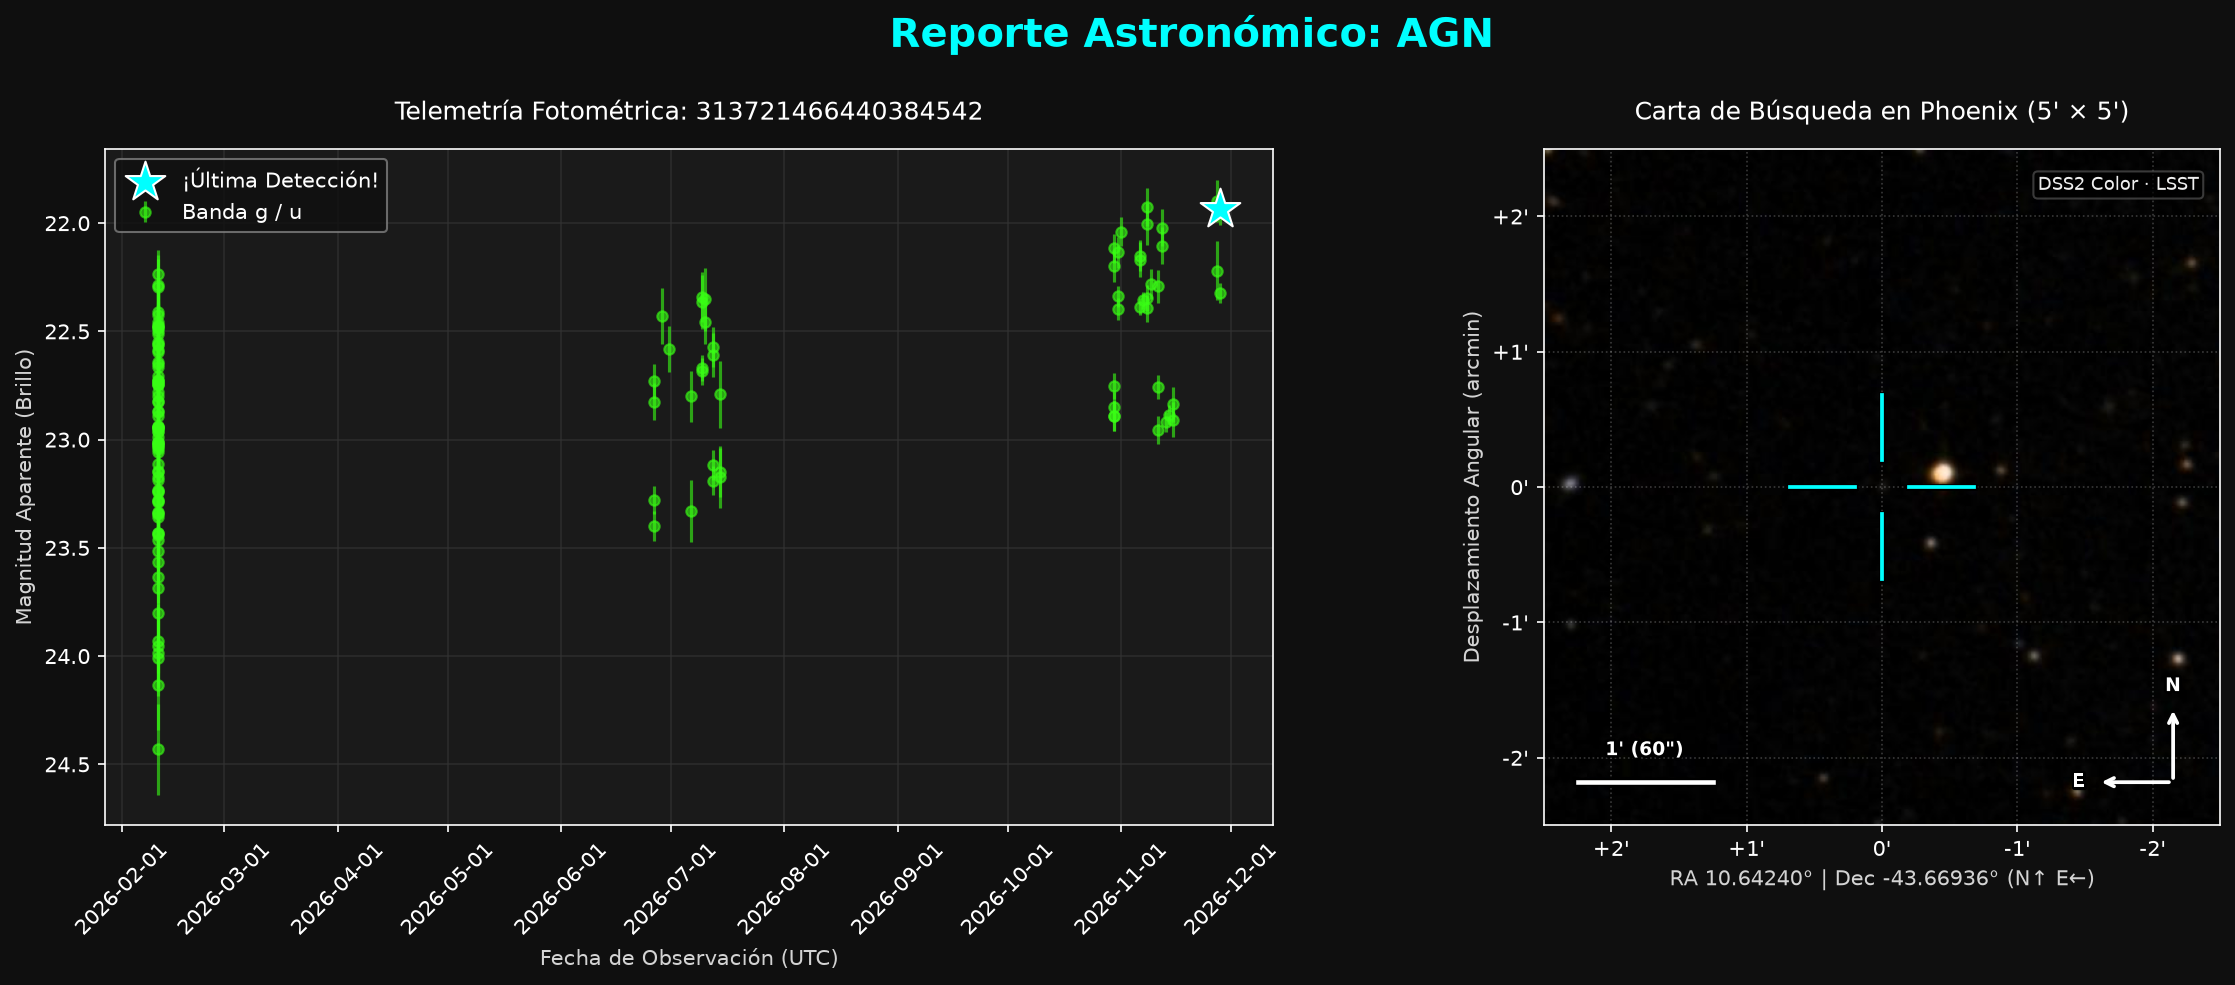 Reporte Astronómico: AGN
Telemetría Fotométrica: 313721466440384542
¡Última Detección!
Banda g / u
Magnitud Aparente (Brillo)
22.0
22.5
23.0
23.5
24.0
24.5
2026-02-01
2026-03-01
2026-04-01
2026-05-01
2026-06-01
2026-07-01
2026-08-01
2026-09-01
2026-10-01
2026-11-01
2026-12-01
Fecha de Observación (UTC)
Carta de Búsqueda en Phoenix (5' × 5')
DSS2 Color · LSST
Desplazamiento Angular (arcmin)
+2'
+1'
0'
-1'
-2'
N
E
1' (60")
+2'
+1'
0'
-1'
-2'
RA 10.64240° | Dec -43.66936° (N↑ E←)